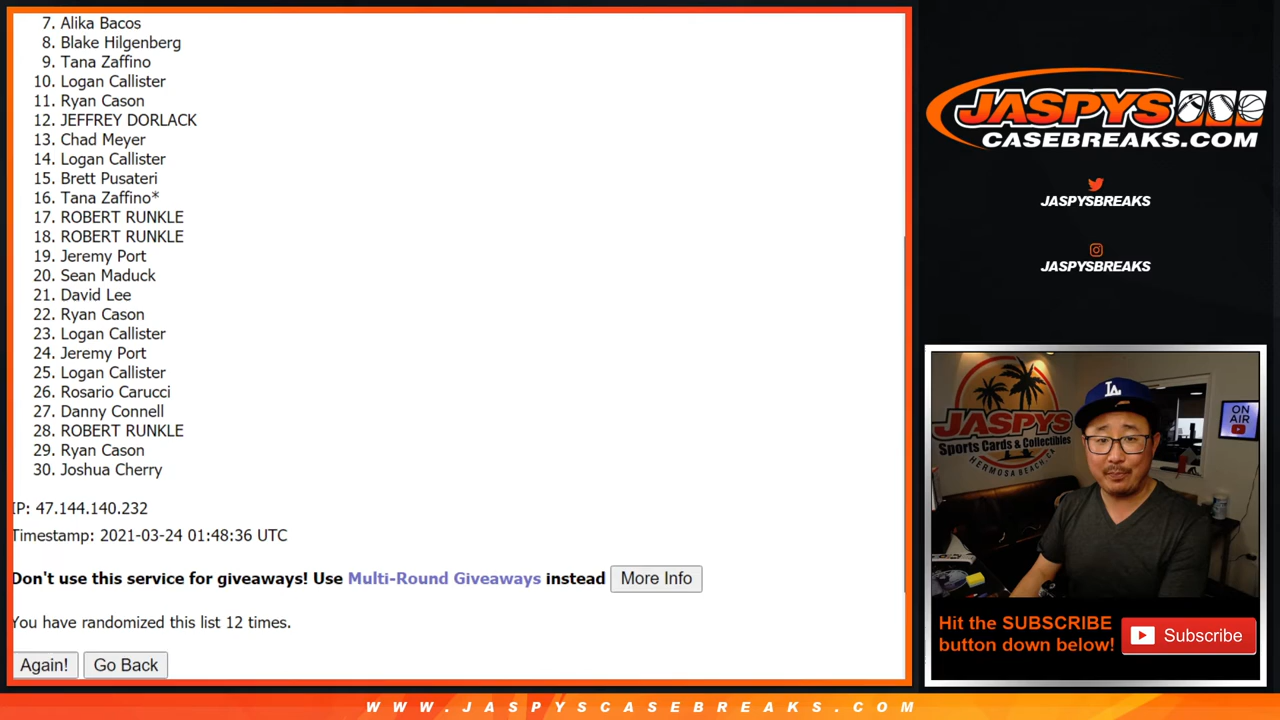 7. Alika Bacos
8. Blake Hilgenberg
9. Tana Zaffino
10. Logan Callister
11. Ryan Cason
12. JEFFREY DORLACK
13. Chad Meyer
14. Logan Callister
15. Brett Pusateri
16. Tana Zaffino*
17. ROBERT RUNKLE
18. ROBERT RUNKLE
19. Jeremy Port
20. Sean Maduck
21. David Lee
22. Ryan Cason
23. Logan Callister
24. Jeremy Port
25. Logan Callister
26. Rosario Carucci
27. Danny Connell
28. ROBERT RUNKLE
29. Ryan Cason
30. Joshua Cherry
IP: 47.144.140.232
Timestamp: 2021-03-24 01:48:36 UTC
Don't use this service for giveaways! Use Multi-Round Giveaways instead More Info
You have randomized this list 12 times.
Again! Go Back
JASPYS
CASEBREAKS.COM
JASPYSBREAKS
JASPYSBREAKS
JASPYS
Sports Cards & Collectibles
HERMOSA BEACH, CA
LA
ON
AIR
Hit the SUBSCRIBE
button down below!
Subscribe
WWW.JASPYSCASEBREAKS.COM